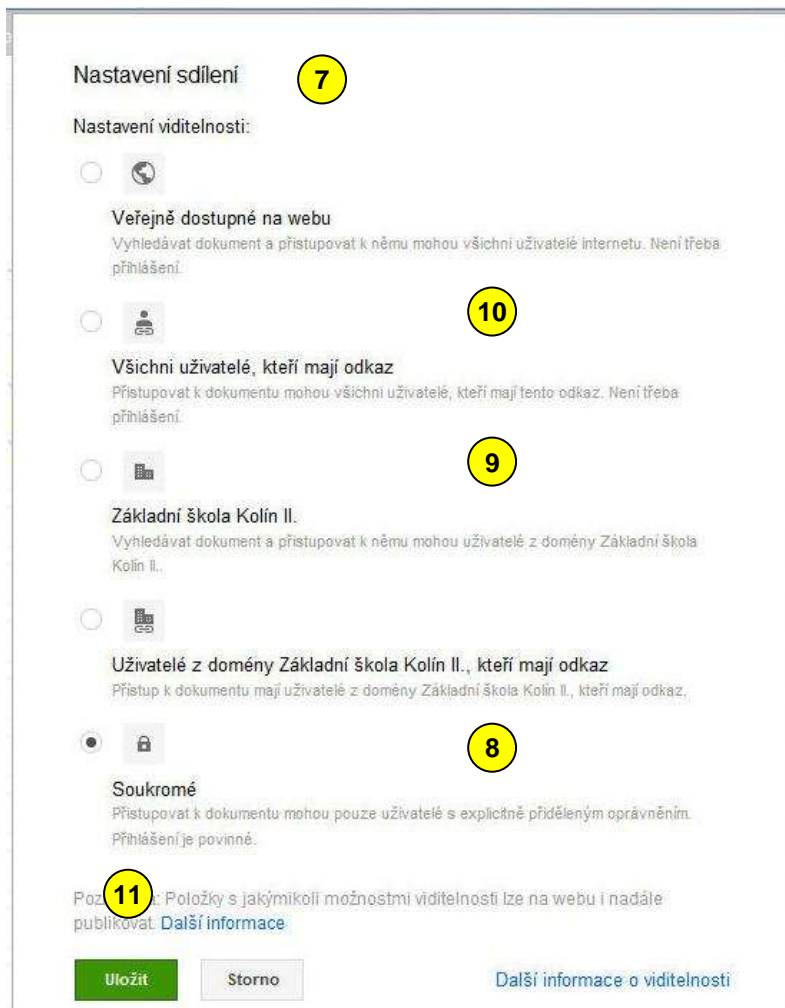 Nastavení sdílení 7
Nastavení viditelnosti:
Veřejně dostupné na webu
Vyhledávat dokument a přistupovat k němu mohou všichni uživatelé internetu. Není třeba
přihlášení.
10
Všichni uživatelé, kteří mají odkaz
Přistupovat k dokumentu mohou všichni uživatelé, kteří mají tento odkaz. Není třeba
přihlášení.
9
Základní škola Kolín II.
Vyhledávat dokument a přistupovat k němu mohou uživatelé z domény Základní škola
Kolín II..
Uživatelé z domény Základní škola Kolín II., kteří mají odkaz
Přístup k dokumentu mají uživatelé z domény Základní škola Kolín II., kteří mají odkaz.
8
Soukromé
Přistupovat k dokumentu mohou pouze uživatelé s explicitně přiděleným oprávněním.
Přihlášení je povinné.
11 Položky s jakýmikoli možnostmi viditelnosti lze na webu i nadále
publikovat. Další informace
Uložit Storno Další informace o viditelnosti